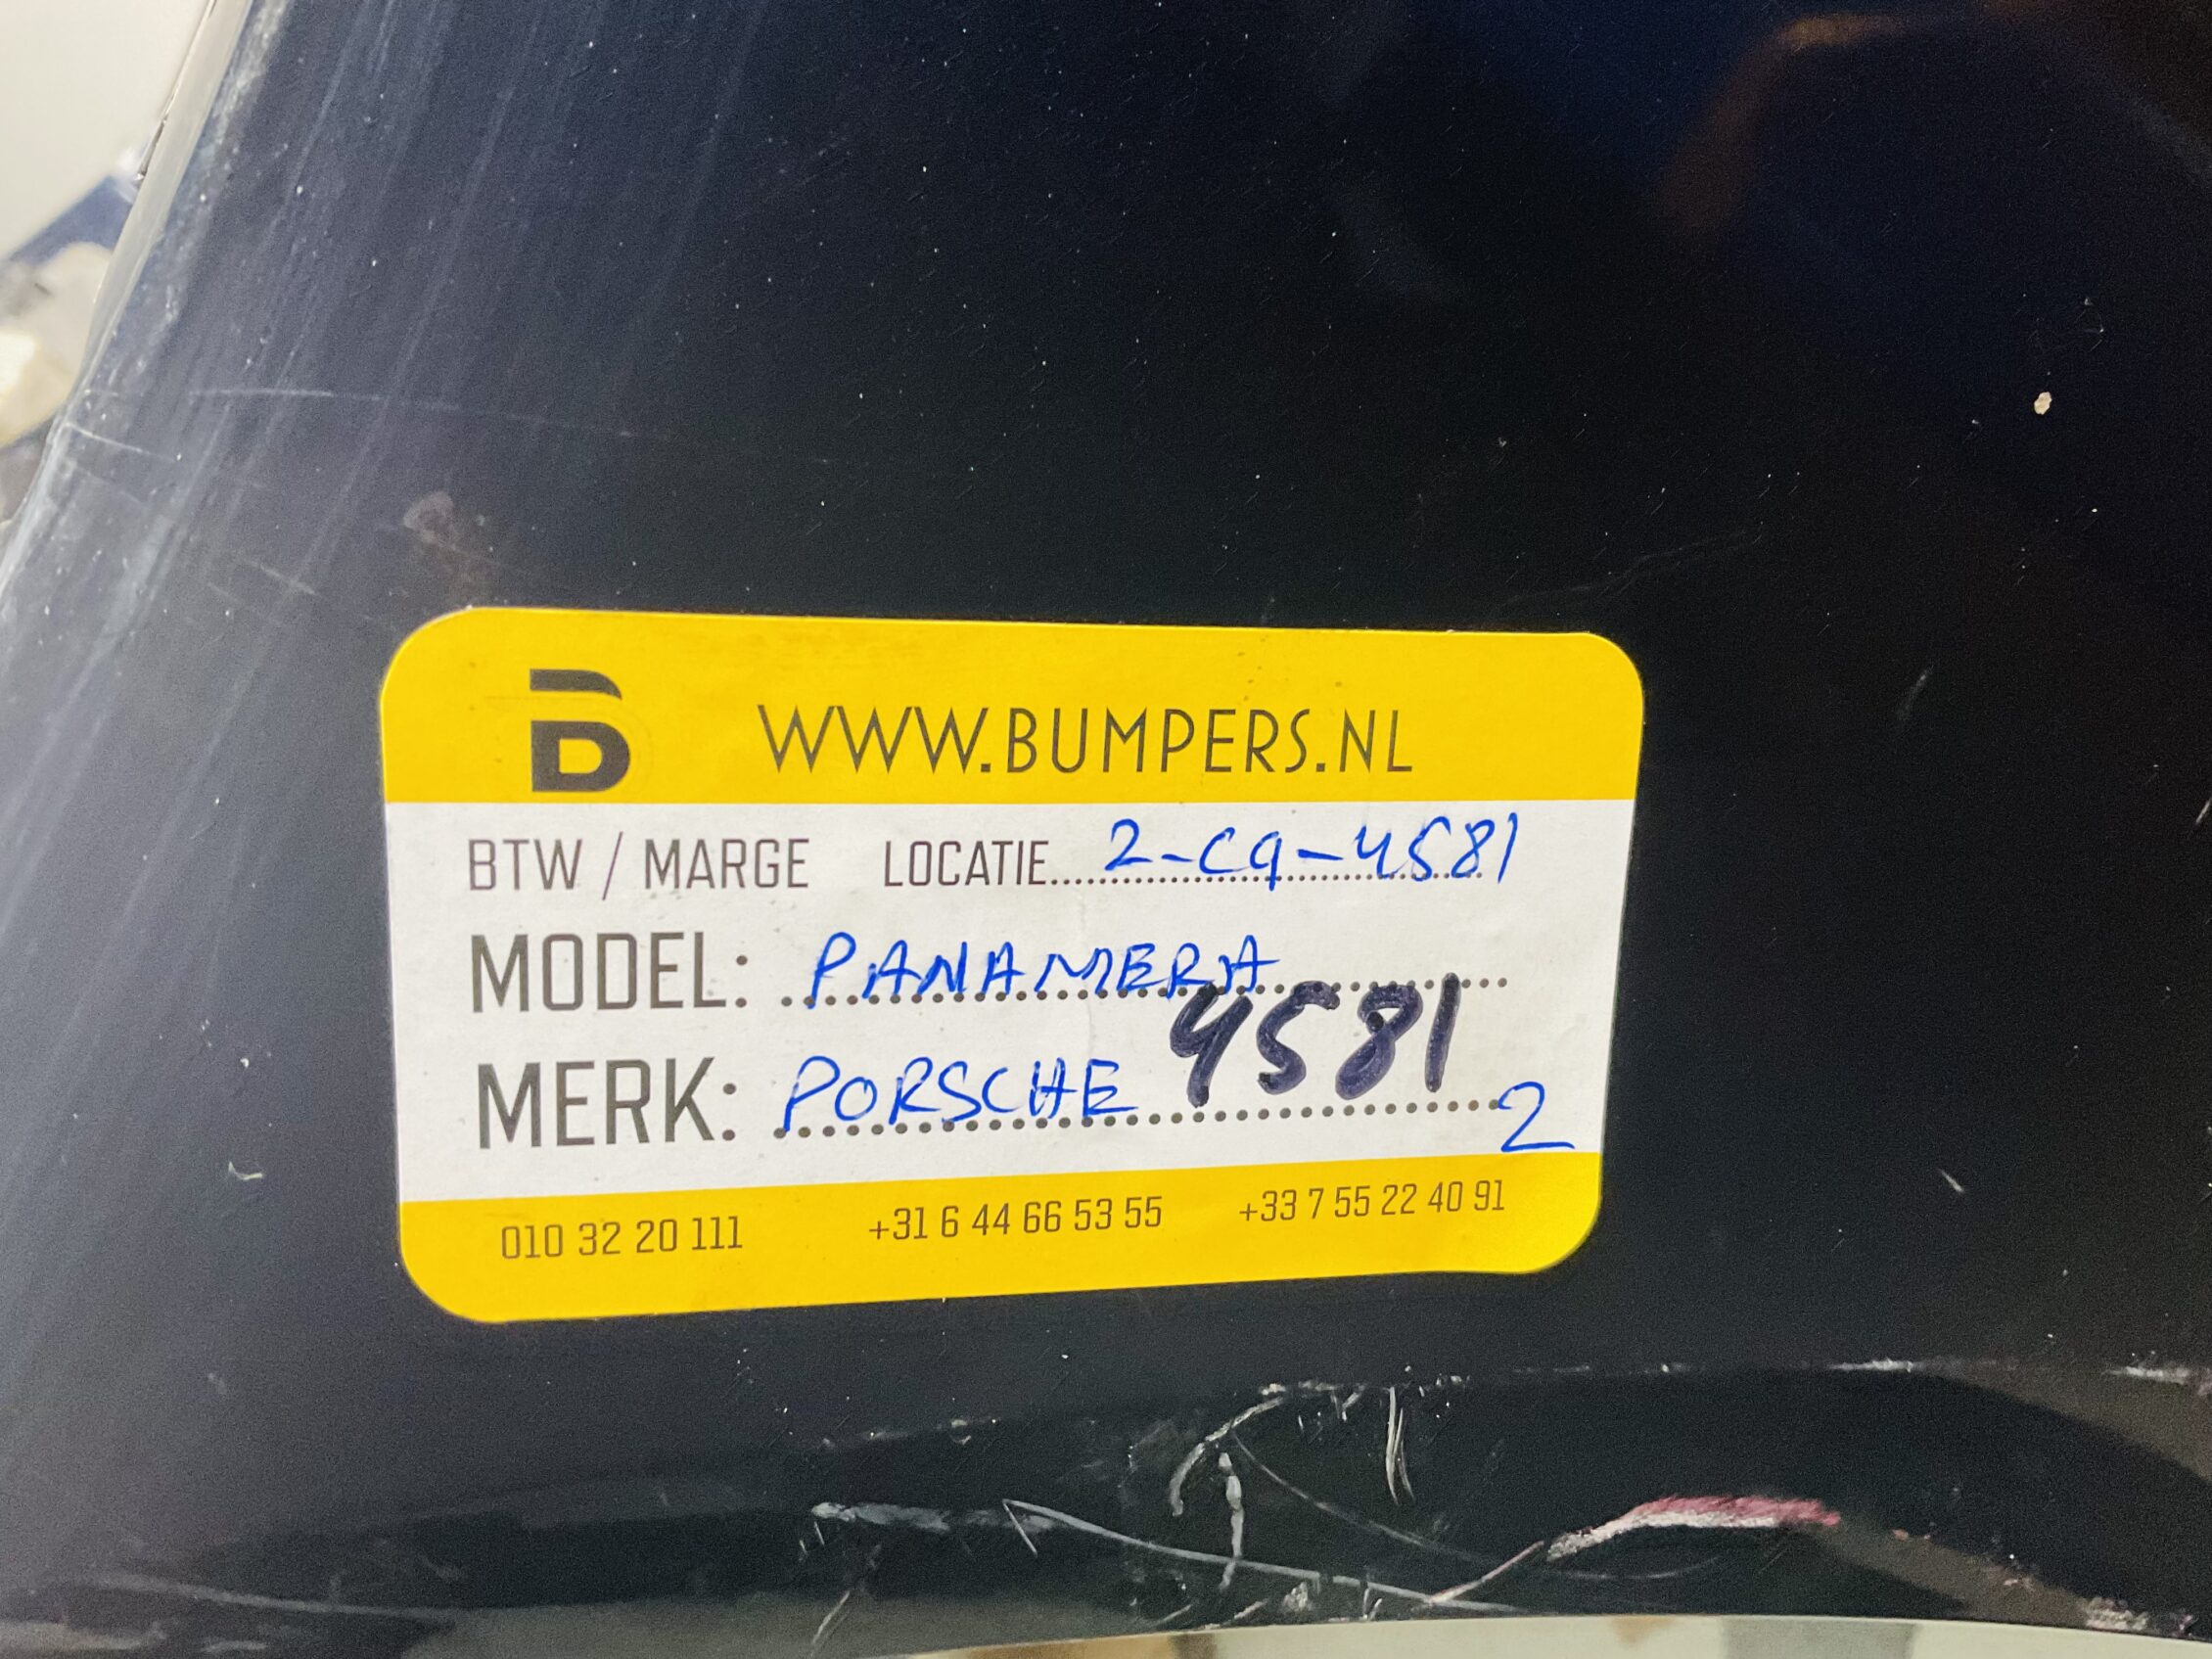 B WWW.BUMPERS.NL
BTW / MARGE LOCATIE 2-C9-4581
MODEL: PANAMERA
4581
MERK: PORSCHE
2
010 32 20 111 +31 6 44 66 53 55 +33 7 55 22 40 91